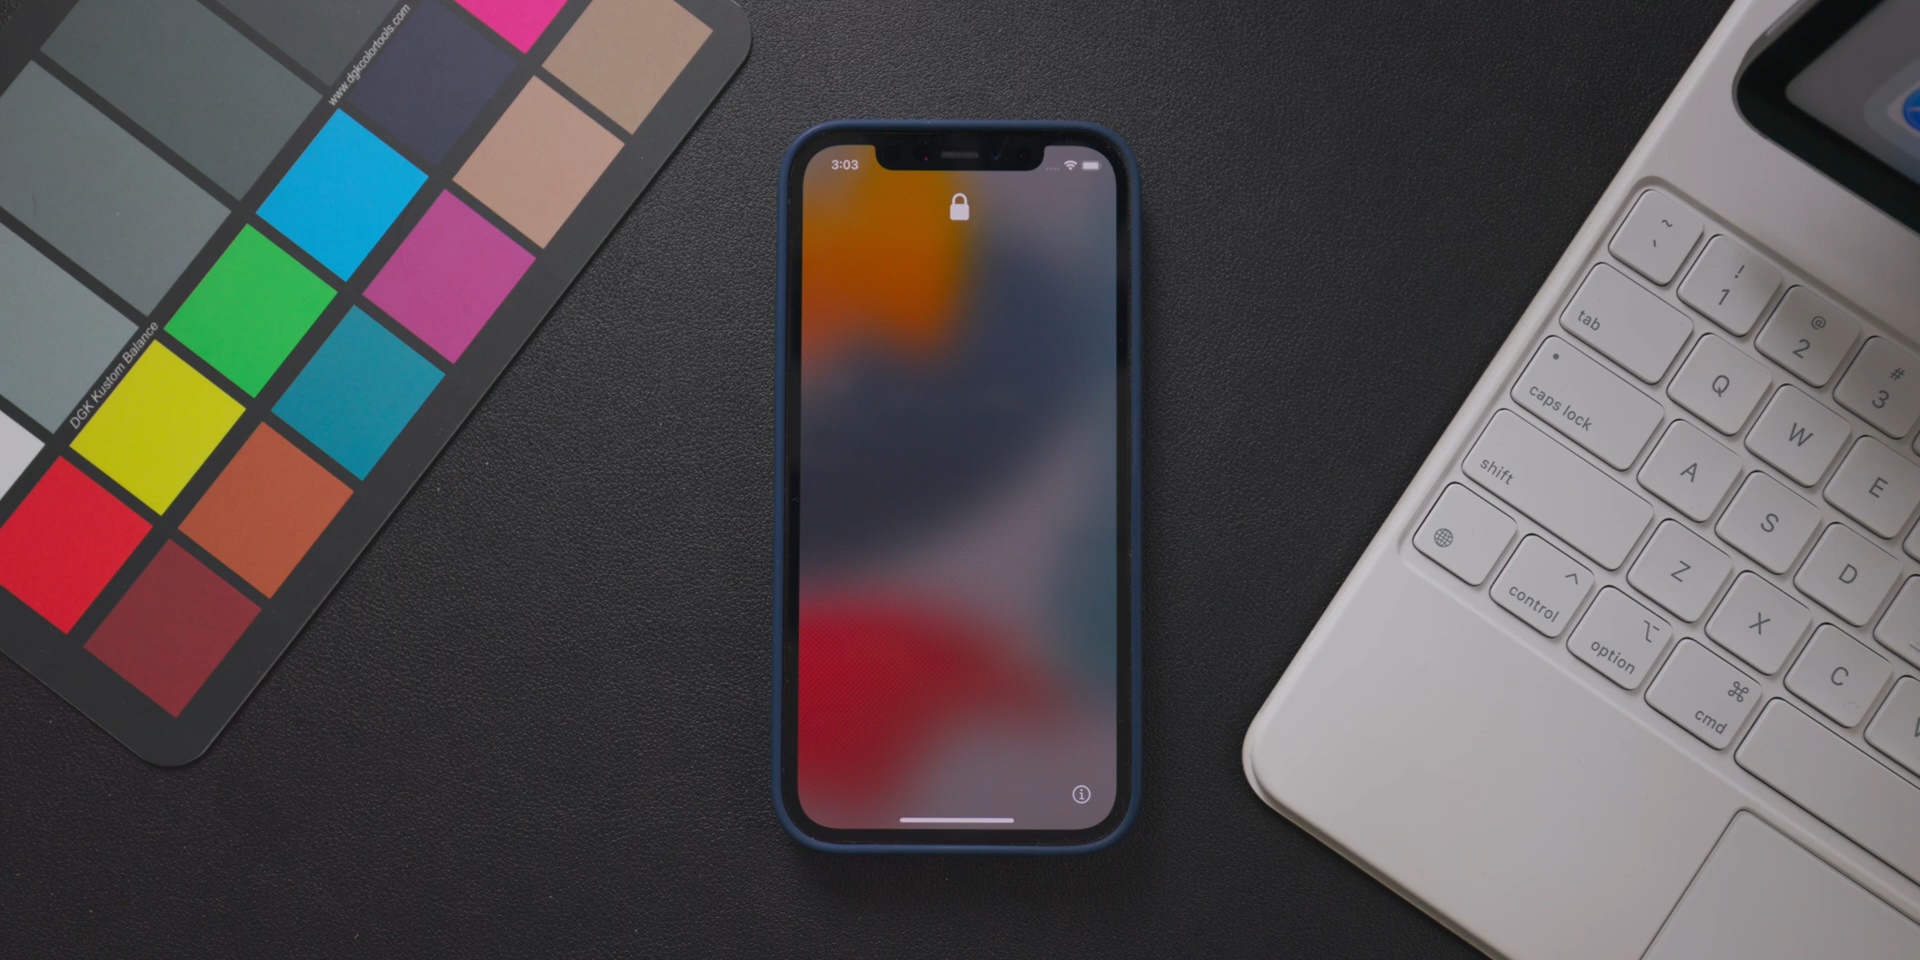 www.dgkcolortools.com
DGK Kustom Balance
3:03
~
`
!
1
@
2
#
3
tab
Q
W
E
caps lock
A
S
D
shift
Z
X
C
control
option
cmd